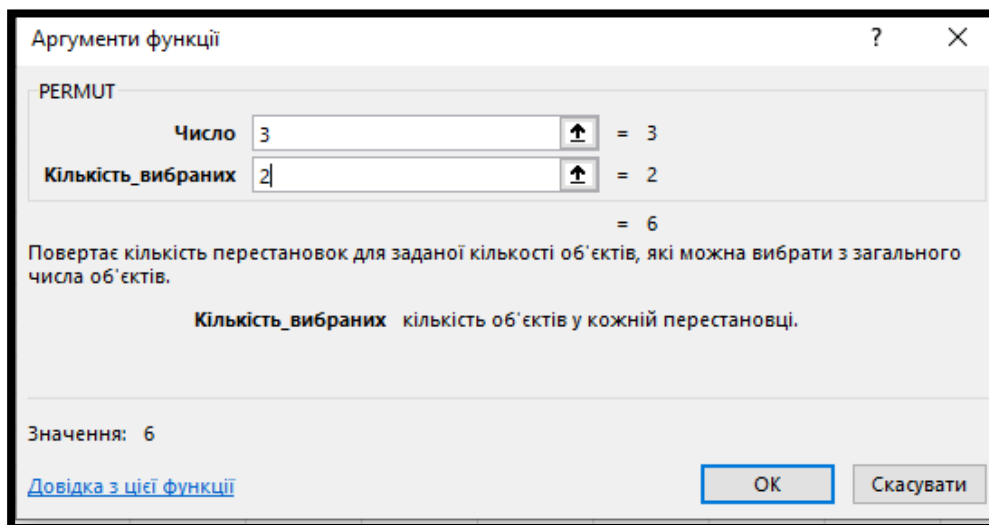 Аргументи функції ? ×
PERMUT
Число 3 = 3
Кількість_вибраних 2 = 2
= 6
Повертає кількість перестановок для заданої кількості об'єктів, які можна вибрати з загального
числа об'єктів.
Кількість_вибраних кількість об'єктів у кожній перестановці.
Значення: 6
Довідка з цієї функції ОК Скасувати